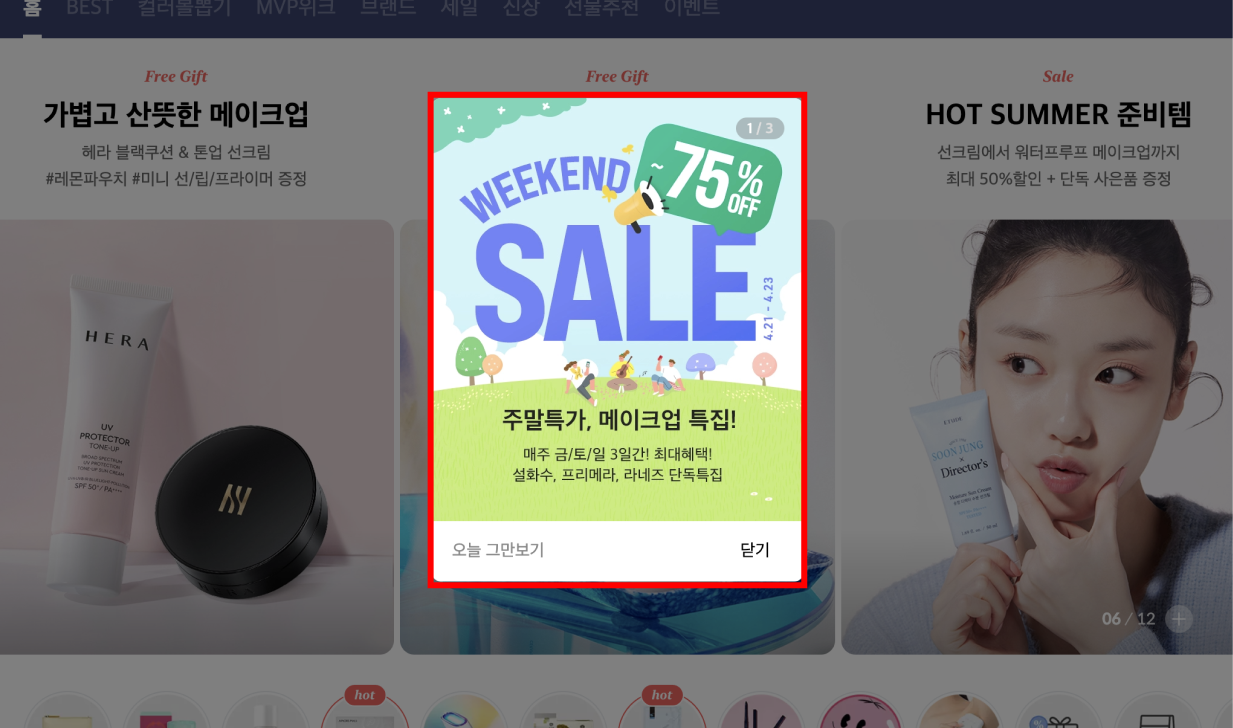 홈 BEST 컬러홀뽑기 MVP위크 브랜드 세일 신상 선물추천 이벤트
Free Gift
가볍고 산뜻한 메이크업
헤라 블랙쿠션 & 톤업 선크림
#레몬파우치 #미니 선/립/프라이머 증정
HERA
UV
PROTECTOR
TONE-UP
SPF 50+/PA++++
Free Gift
1 / 3
WEEKEND
~75%
OFF
SALE
4.21 - 4.23
주말특가, 메이크업 특집!
매주 금/토/일 3일간! 최대혜택!
설화수, 프리메라, 라네즈 단독특집
오늘 그만보기
닫기
Sale
HOT SUMMER 준비템
선크림에서 워터프루프 메이크업까지
최대 50%할인 + 단독 사은품 증정
ETUDE
SOONJUNG
×
Director's
Moisture Sun Cream
06 / 12 +
hot
hot